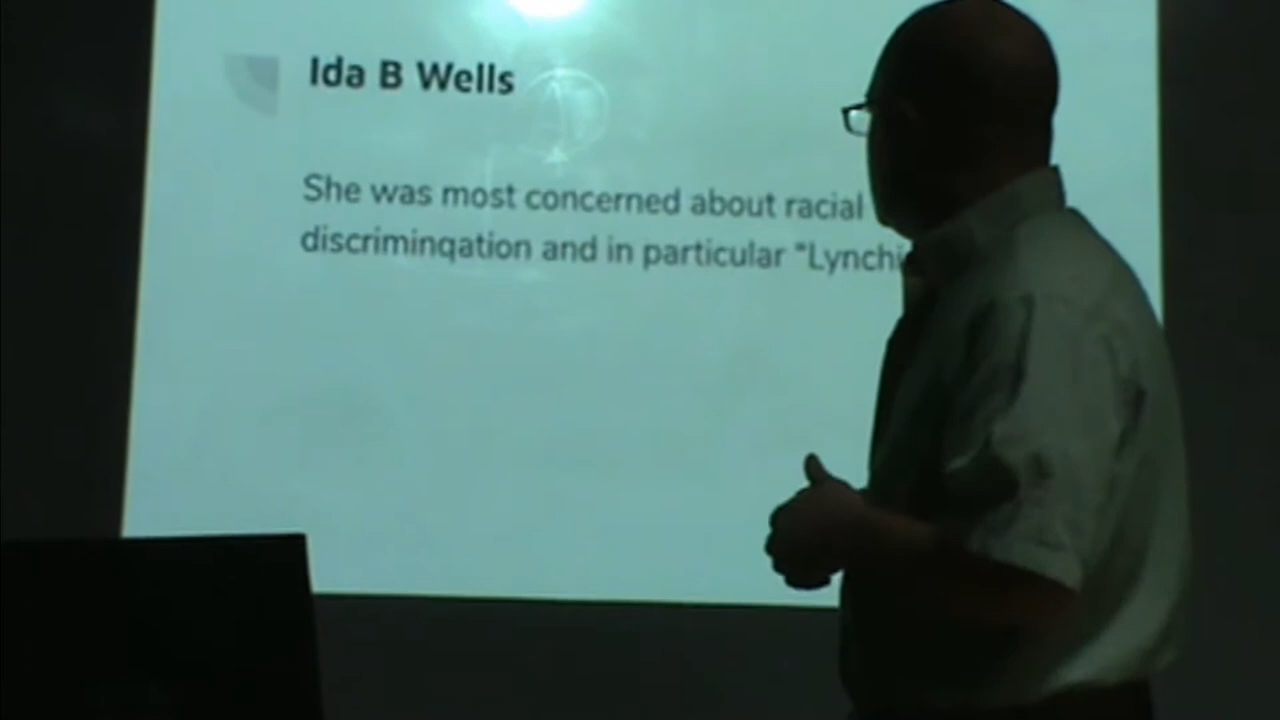 Ida B Wells
She was most concerned about racial
discriminqation and in particular "Lynchi